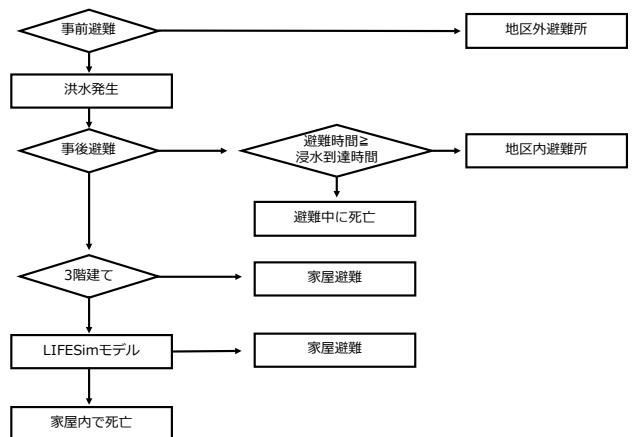 事前避難
地区外避難所
洪水発生
事後避難
避難時間≧
浸水到達時間
地区内避難所
避難中に死亡
3階建て
家屋避難
LIFESimモデル
家屋避難
家屋内で死亡